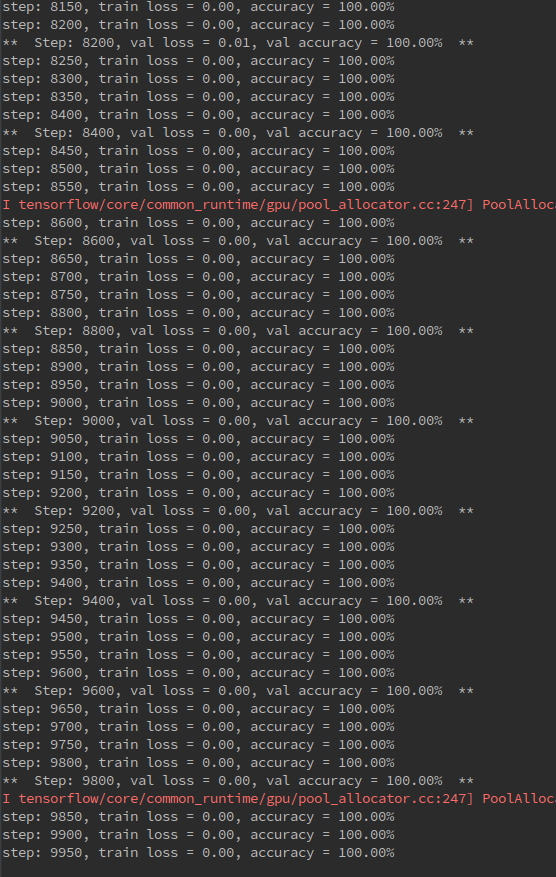 step: 8150, train loss = 0.00, accuracy = 100.00%
step: 8200, train loss = 0.00, accuracy = 100.00%
**  Step: 8200, val loss = 0.01, val accuracy = 100.00%  **
step: 8250, train loss = 0.00, accuracy = 100.00%
step: 8300, train loss = 0.00, accuracy = 100.00%
step: 8350, train loss = 0.00, accuracy = 100.00%
step: 8400, train loss = 0.00, accuracy = 100.00%
**  Step: 8400, val loss = 0.00, val accuracy = 100.00%  **
step: 8450, train loss = 0.00, accuracy = 100.00%
step: 8500, train loss = 0.00, accuracy = 100.00%
step: 8550, train loss = 0.00, accuracy = 100.00%
I tensorflow/core/common_runtime/gpu/pool_allocator.cc:247] PoolAlloc
step: 8600, train loss = 0.00, accuracy = 100.00%
**  Step: 8600, val loss = 0.00, val accuracy = 100.00%  **
step: 8650, train loss = 0.00, accuracy = 100.00%
step: 8700, train loss = 0.00, accuracy = 100.00%
step: 8750, train loss = 0.00, accuracy = 100.00%
step: 8800, train loss = 0.00, accuracy = 100.00%
**  Step: 8800, val loss = 0.00, val accuracy = 100.00%  **
step: 8850, train loss = 0.00, accuracy = 100.00%
step: 8900, train loss = 0.00, accuracy = 100.00%
step: 8950, train loss = 0.00, accuracy = 100.00%
step: 9000, train loss = 0.00, accuracy = 100.00%
**  Step: 9000, val loss = 0.00, val accuracy = 100.00%  **
step: 9050, train loss = 0.00, accuracy = 100.00%
step: 9100, train loss = 0.00, accuracy = 100.00%
step: 9150, train loss = 0.00, accuracy = 100.00%
step: 9200, train loss = 0.00, accuracy = 100.00%
**  Step: 9200, val loss = 0.00, val accuracy = 100.00%  **
step: 9250, train loss = 0.00, accuracy = 100.00%
step: 9300, train loss = 0.00, accuracy = 100.00%
step: 9350, train loss = 0.00, accuracy = 100.00%
step: 9400, train loss = 0.00, accuracy = 100.00%
**  Step: 9400, val loss = 0.00, val accuracy = 100.00%  **
step: 9450, train loss = 0.00, accuracy = 100.00%
step: 9500, train loss = 0.00, accuracy = 100.00%
step: 9550, train loss = 0.00, accuracy = 100.00%
step: 9600, train loss = 0.00, accuracy = 100.00%
**  Step: 9600, val loss = 0.00, val accuracy = 100.00%  **
step: 9650, train loss = 0.00, accuracy = 100.00%
step: 9700, train loss = 0.00, accuracy = 100.00%
step: 9750, train loss = 0.00, accuracy = 100.00%
step: 9800, train loss = 0.00, accuracy = 100.00%
**  Step: 9800, val loss = 0.00, val accuracy = 100.00%  **
I tensorflow/core/common_runtime/gpu/pool_allocator.cc:247] PoolAlloc
step: 9850, train loss = 0.00, accuracy = 100.00%
step: 9900, train loss = 0.00, accuracy = 100.00%
step: 9950, train loss = 0.00, accuracy = 100.00%